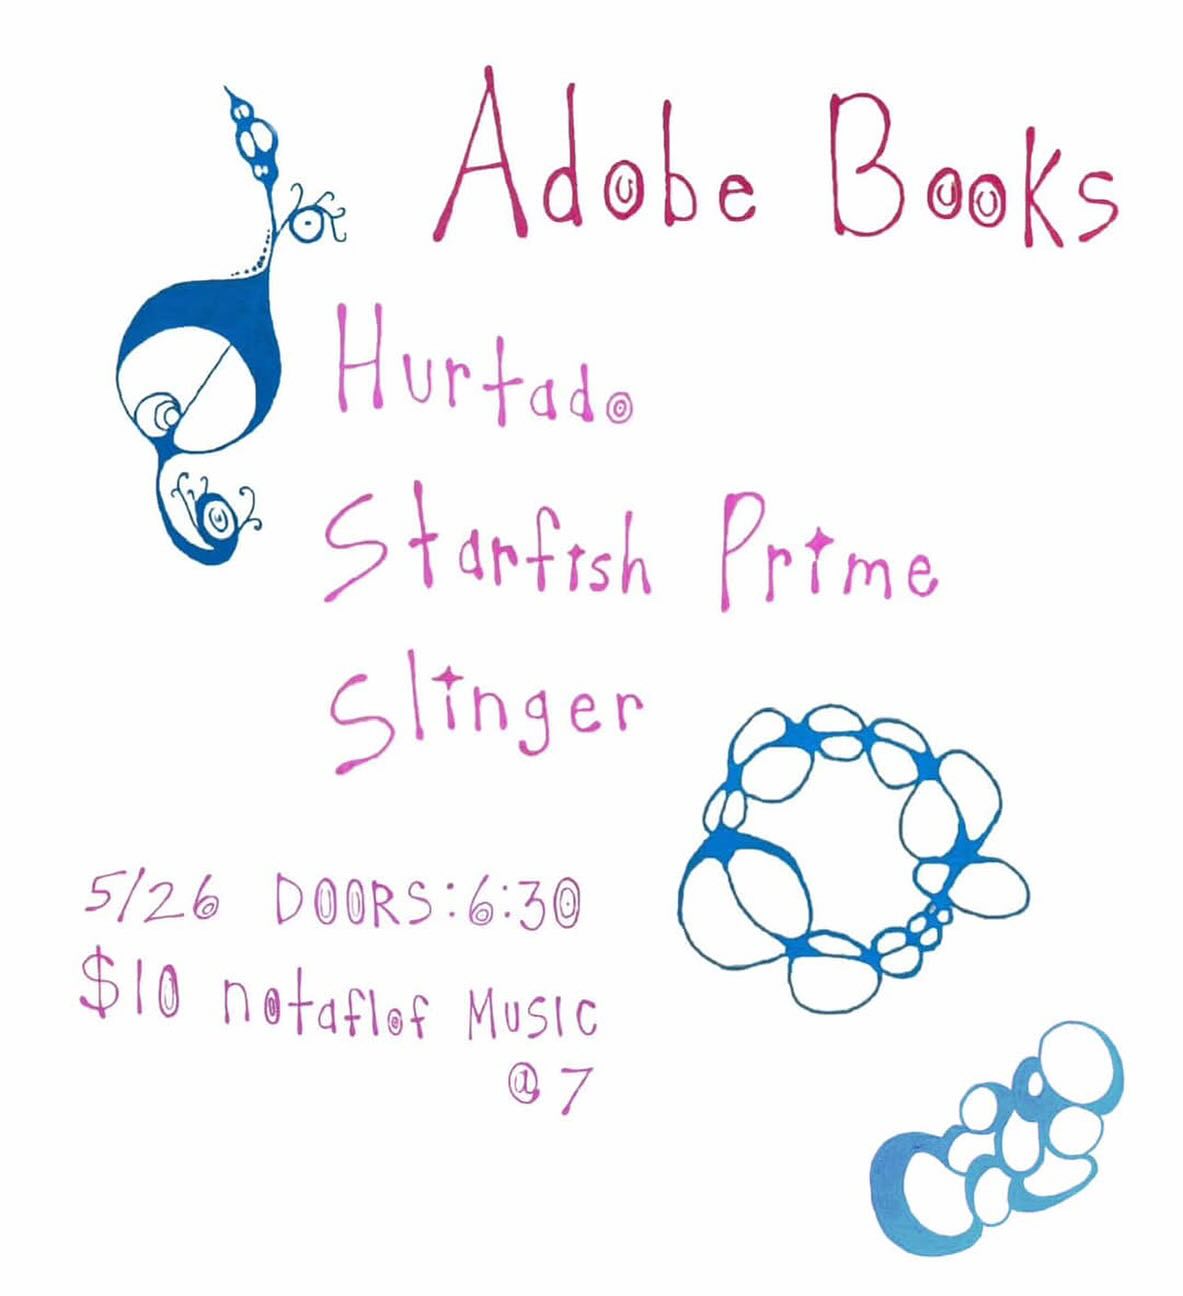 Adobe Books
Hurtado
Starfish Prime
Slinger
5/26 DOORS:6:30
$10 notaflof MUSIC
@7